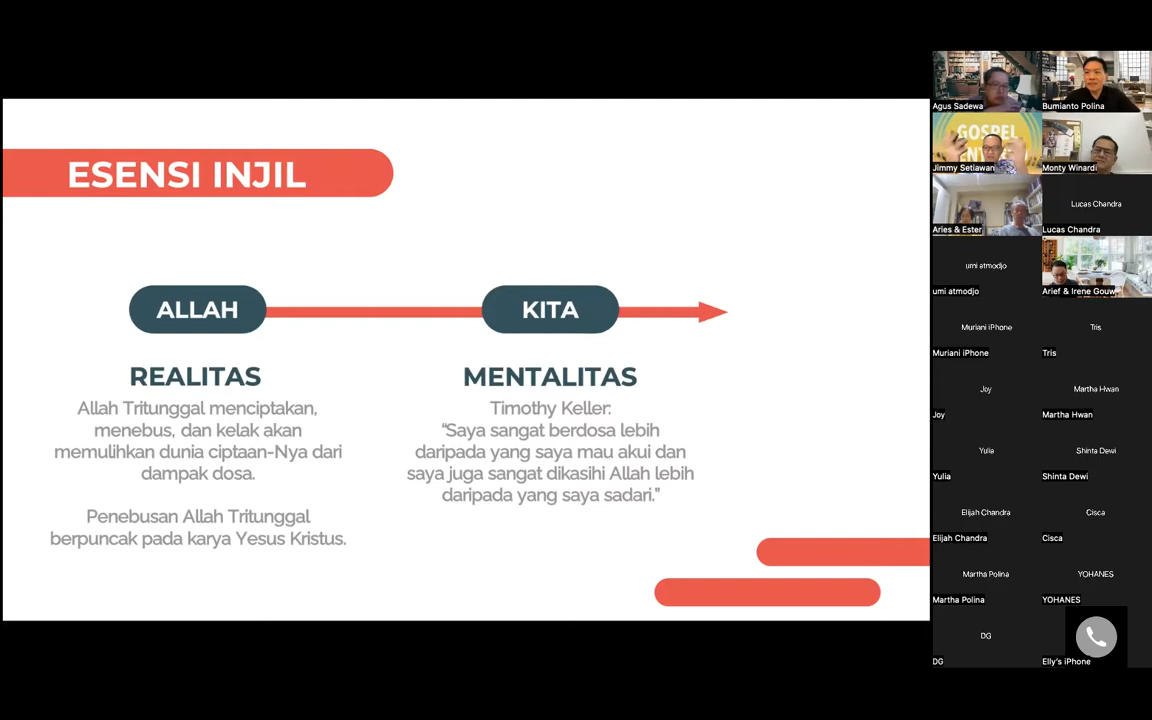 ESENSI INJIL
ALLAH
KITA
REALITAS
Allah Tritunggal menciptakan,
menebus, dan kelak akan
memulihkan dunia ciptaan-Nya dari
dampak dosa.
Penebusan Allah Tritunggal
berpuncak pada karya Yesus Kristus.
MENTALITAS
Timothy Keller:
“Saya sangat berdosa lebih
daripada yang saya mau akui dan
saya juga sangat dikasihi Allah lebih
daripada yang saya sadari.”
Agus Sadewa
Bumianto Polina
GOSPEL
Jimmy Setiawan
Monty Winardi
Aries & Ester
Lucas Chandra
Lucas Chandra
umi atmodjo
umi atmodjo
Arief & Irene Gouw
Muriani iPhone
Muriani iPhone
Tris
Tris
Joy
Joy
Martha Hwan
Martha Hwan
Yulia
Yulia
Shinta Dewi
Shinta Dewi
Elijah Chandra
Elijah Chandra
Cisca
Cisca
Martha Polina
Martha Polina
YOHANES
YOHANES
DG
DG
Elly's iPhone